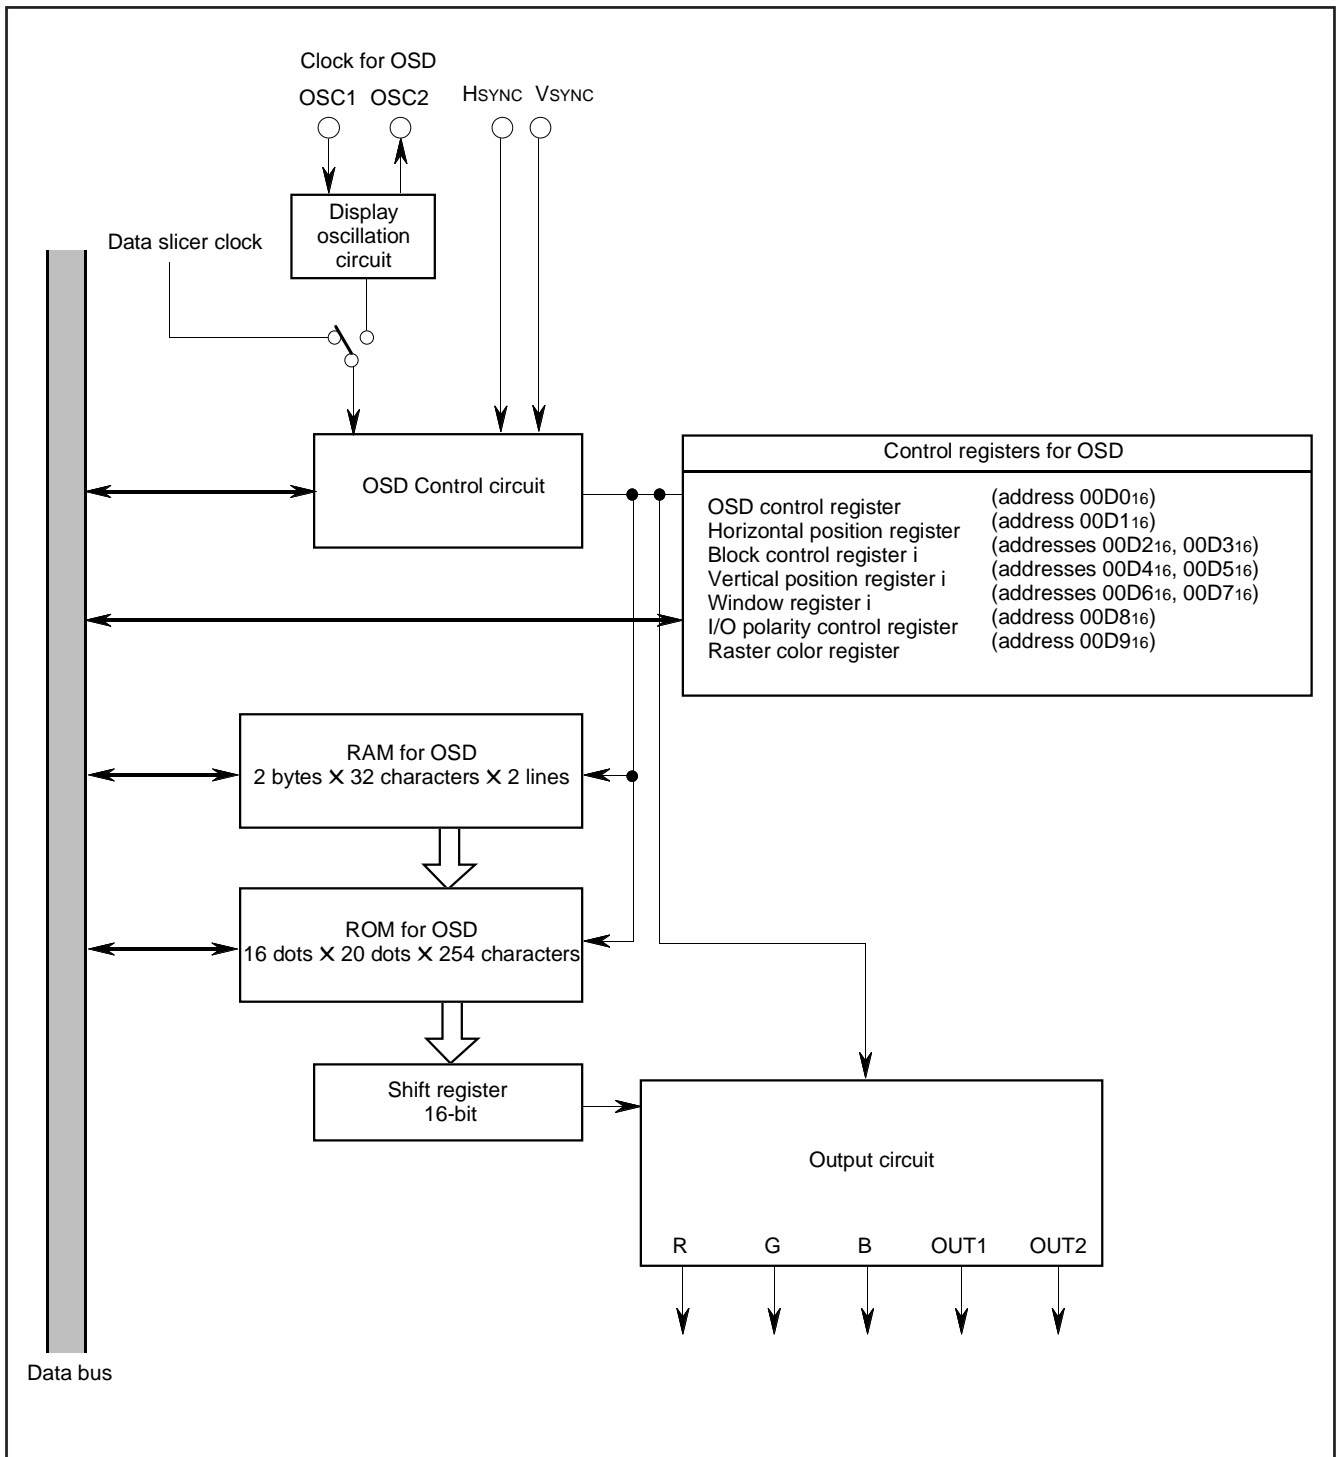 Clock for OSD
OSC1 OSC2 HSYNC VSYNC
Display
oscillation
circuit
Data slicer clock
OSD Control circuit
Control registers for OSD
OSD control register (address 00D016)
Horizontal position register (address 00D116)
Block control register i (addresses 00D216, 00D316)
Vertical position register i (addresses 00D416, 00D516)
Window register i (addresses 00D616, 00D716)
I/O polarity control register (address 00D816)
Raster color register (address 00D916)
RAM for OSD
2 bytes X 32 characters X 2 lines
ROM for OSD
16 dots X 20 dots X 254 characters
Shift register
16-bit
Output circuit
R G B OUT1 OUT2
Data bus